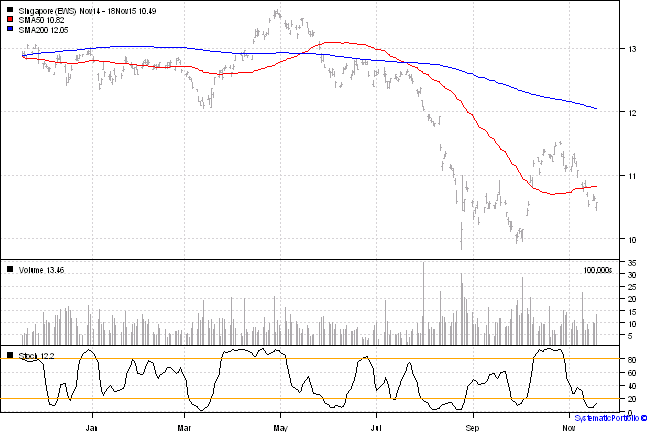 Singapore (EWS) Nov14 - 18Nov15 10.49
SMA50 10.82
SMA200 12.05
13
12
11
10
Volume 13.46
100,000s
35
30
25
20
15
10
5
Stoch 12.2
80
60
40
20
0
Jan
Mar
May
Jul
Sep
Nov
SystematicPortfolio ©